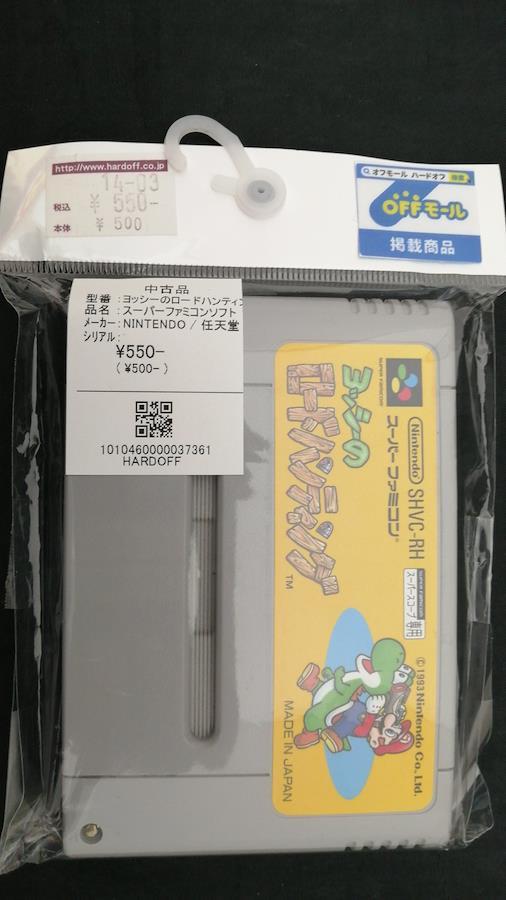 http://www.hardoff.co.jp
14-03
税込 ¥ 550-
本体 ¥ 500
オフモール ハードオフ 検索
OFFモール
掲載商品
中古品
型番 :ヨッシーのロードハンティン
品名 :スーパーファミコンソフト
メーカー:NINTENDO / 任天堂
シリアル:
¥550-
( ¥500- )
1010460000037361
HARDOFF
SUPER FAMICOM
Nintendo SHVC-RH
スーパーファミコン
SUPER FAMICOM
スーパースコープ専用
ヨッシーの
ロードハンティング
TM
©1993 Nintendo Co., Ltd.
MADE IN JAPAN